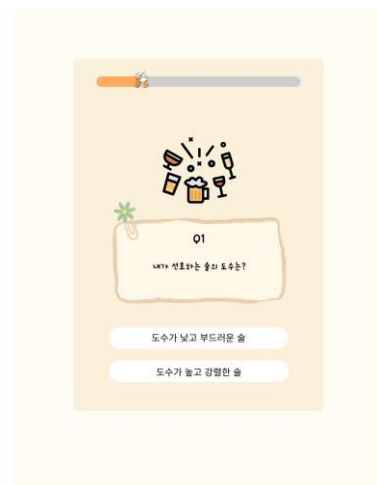 Q1
내가 선호하는 술의 도수는?
도수가 낮고 부드러운 술
도수가 높고 강렬한 술